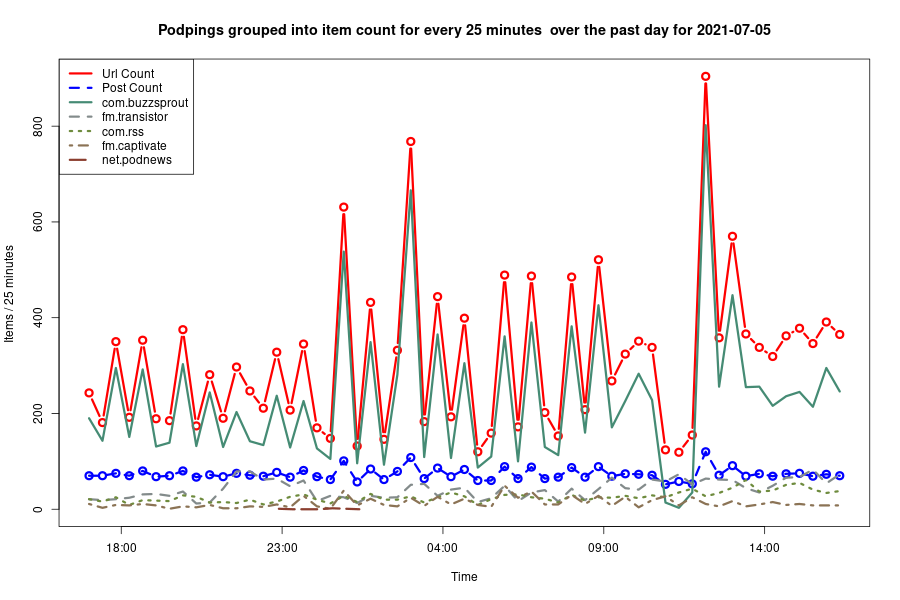 Podpings grouped into item count for every 25 minutes  over the past day for 2021-07-05
Url Count
Post Count
com.buzzsprout
fm.transistor
com.rss
fm.captivate
net.podnews
Items / 25 minutes
800
600
400
200
0
18:00 23:00 04:00 09:00 14:00
Time